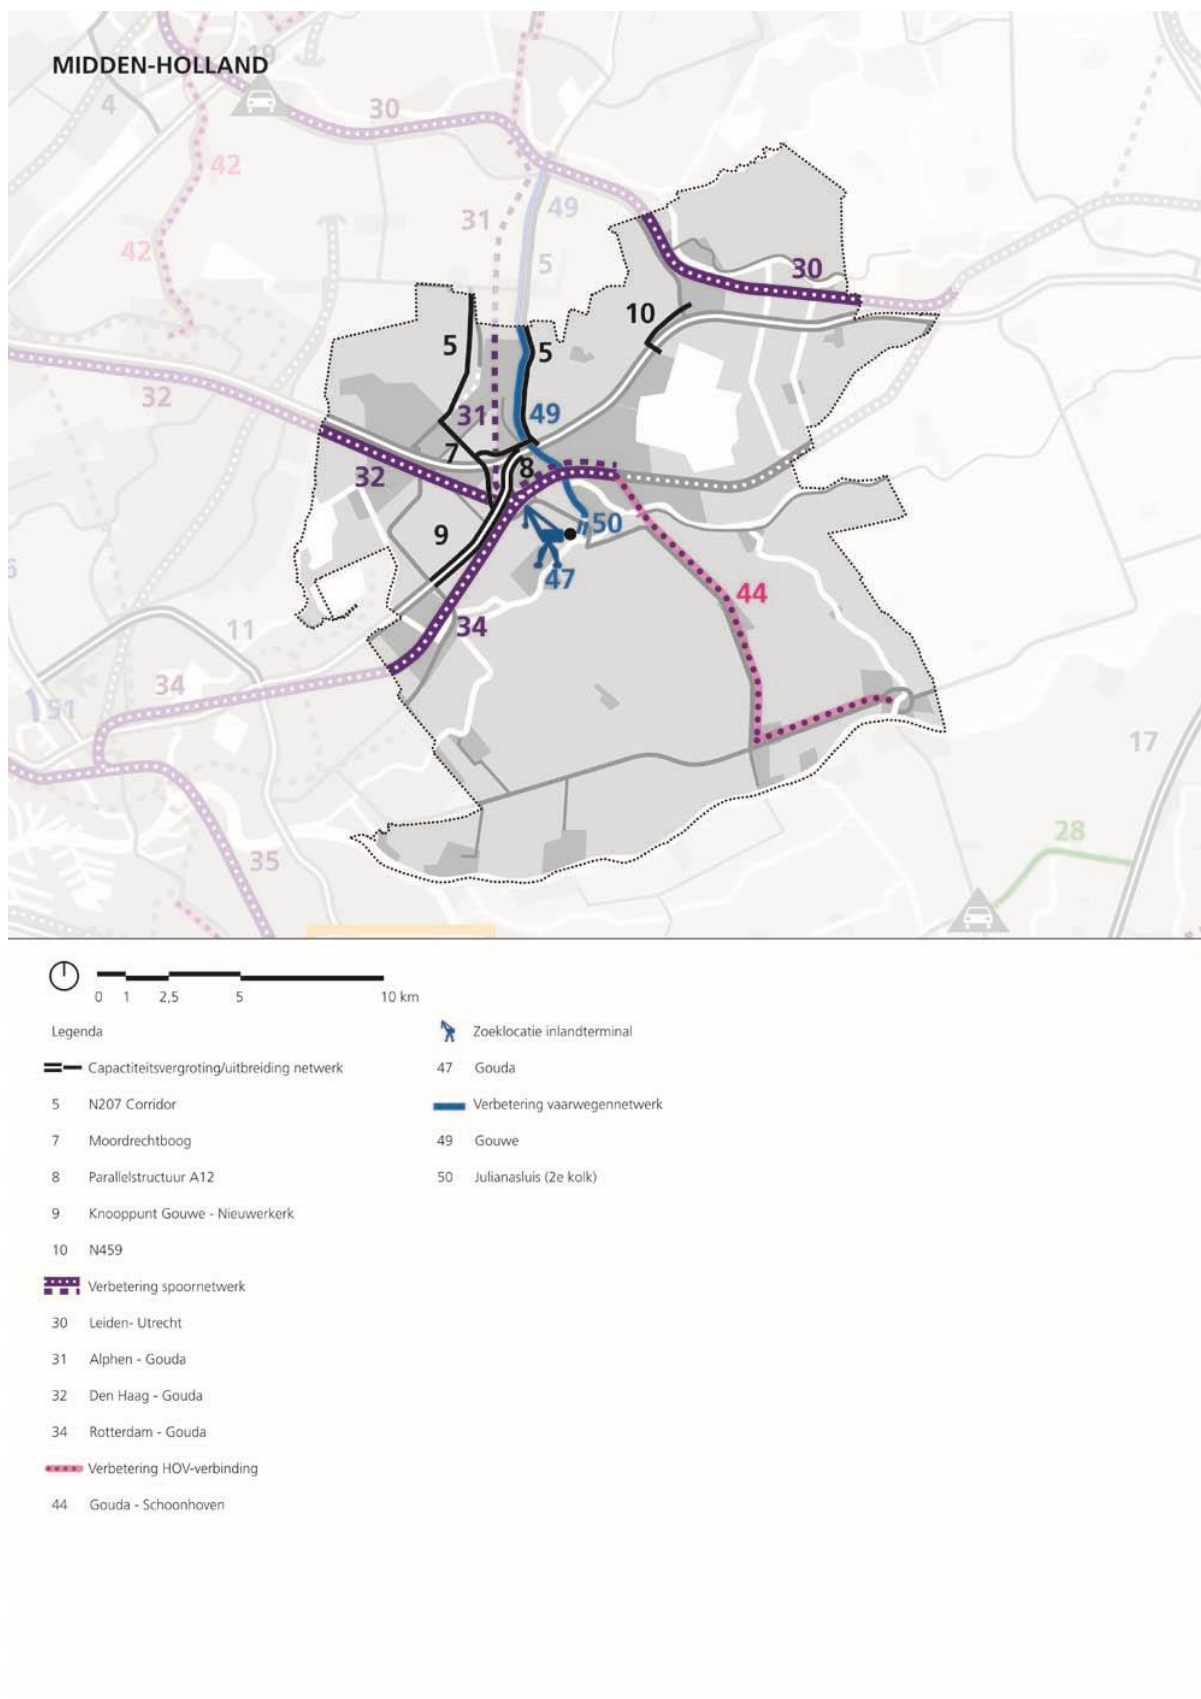 MIDDEN-HOLLAND
19
4
30
42
31
49
42
5
30
10
5
5
32
31
49
7
8
32
50
9
47
44
11
34
34
17
28
35
0 1 2,5 5 10 km
Legenda
Capactiteitsvergroting/uitbreiding netwerk
5 N207 Corridor
7 Moordrechtboog
8 Parallelstructuur A12
9 Knooppunt Gouwe - Nieuwerkerk
10 N459
Verbetering spoornetwerk
30 Leiden- Utrecht
31 Alphen - Gouda
32 Den Haag - Gouda
34 Rotterdam - Gouda
Verbetering HOV-verbinding
44 Gouda - Schoonhoven
Zoeklocatie inlandterminal
47 Gouda
Verbetering vaarwegennetwerk
49 Gouwe
50 Julianasluis (2e kolk)